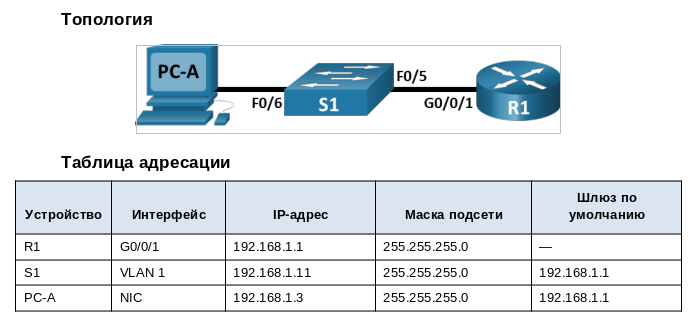 Топология
PC-A
F0/5
F0/6
S1
G0/0/1
R1
Таблица адресации
Устройство Интерфейс IP-адрес Маска подсети Шлюз по умолчанию
R1 G0/0/1 192.168.1.1 255.255.255.0 —
S1 VLAN 1 192.168.1.11 255.255.255.0 192.168.1.1
PC-A NIC 192.168.1.3 255.255.255.0 192.168.1.1